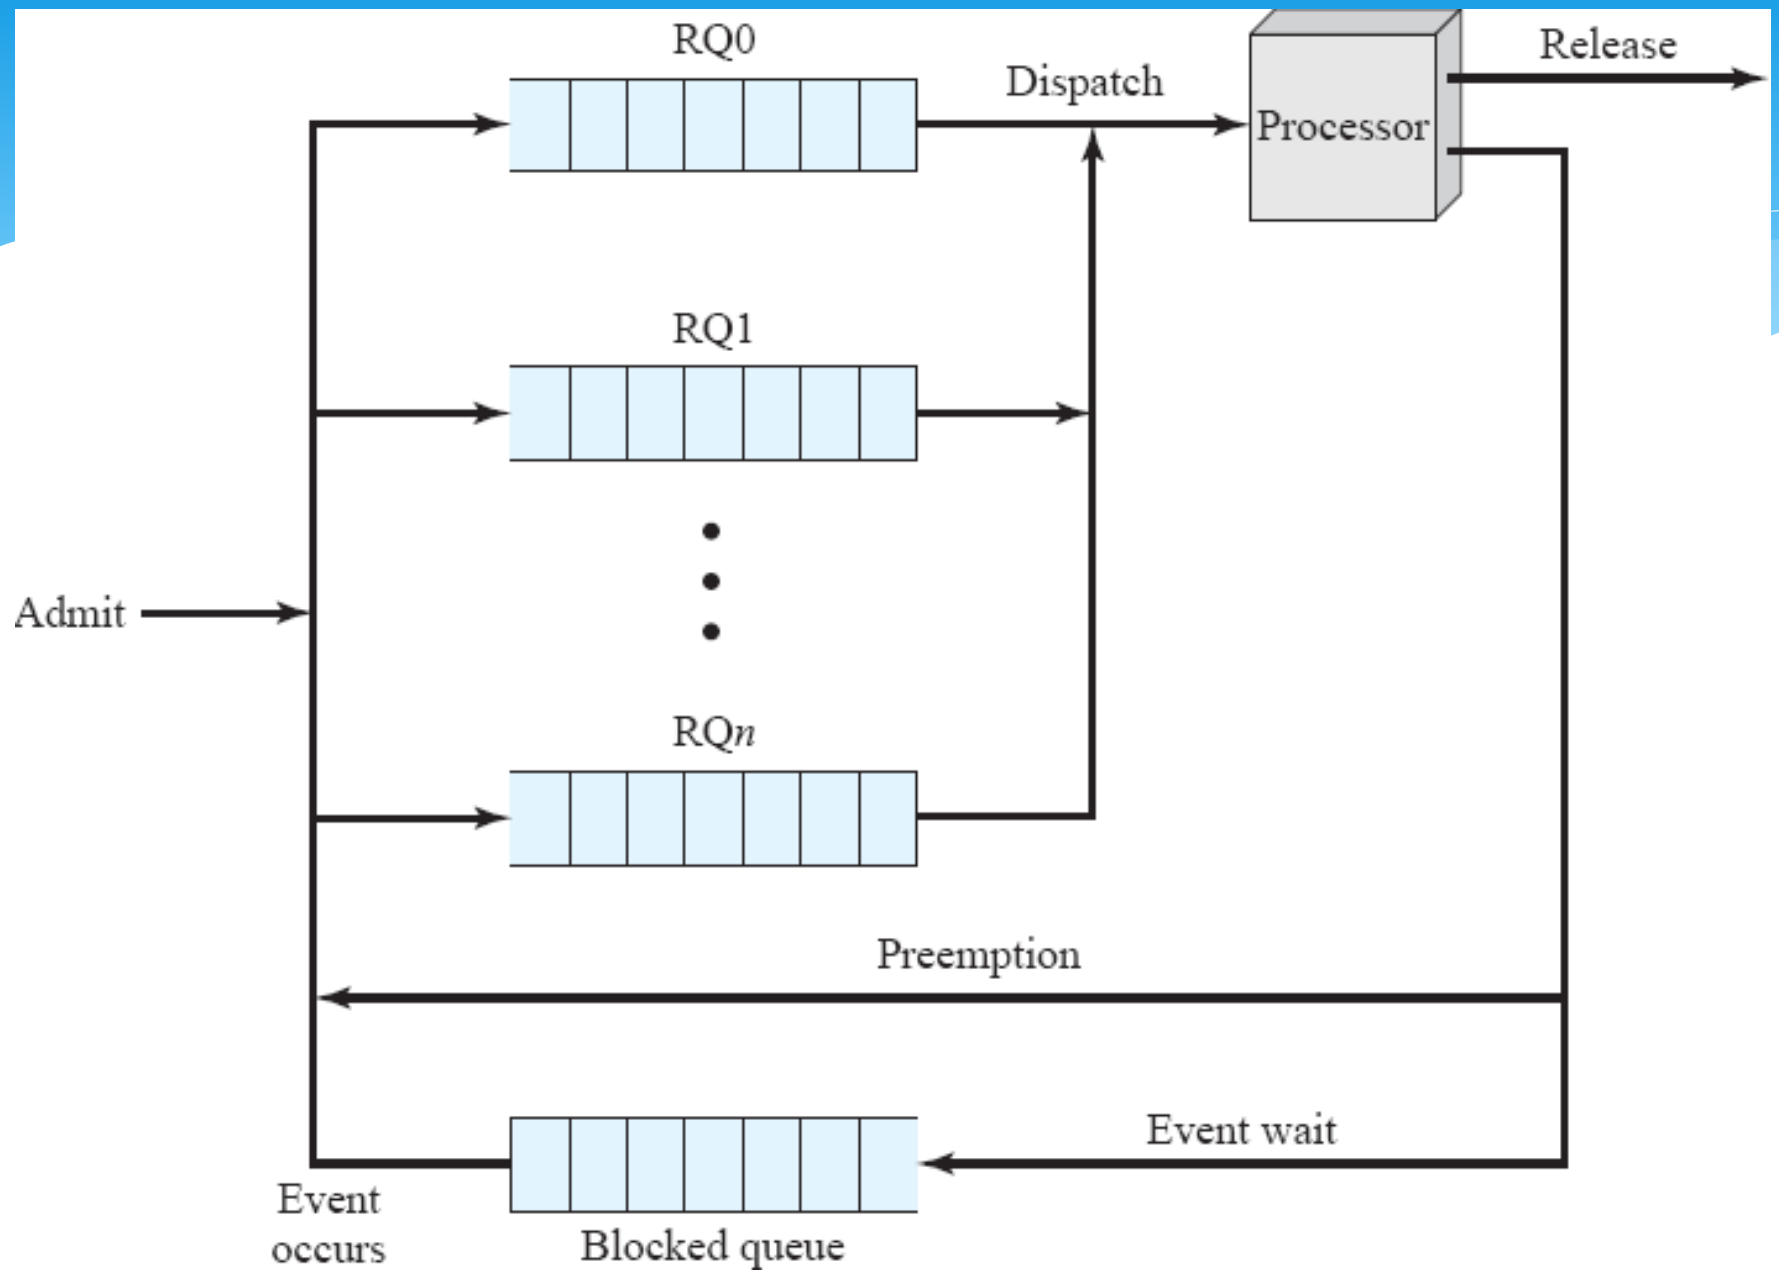 RQ0
Release
Dispatch
Processor
RQ1
Admit
RQn
Preemption
Event wait
Event
occurs
Blocked queue